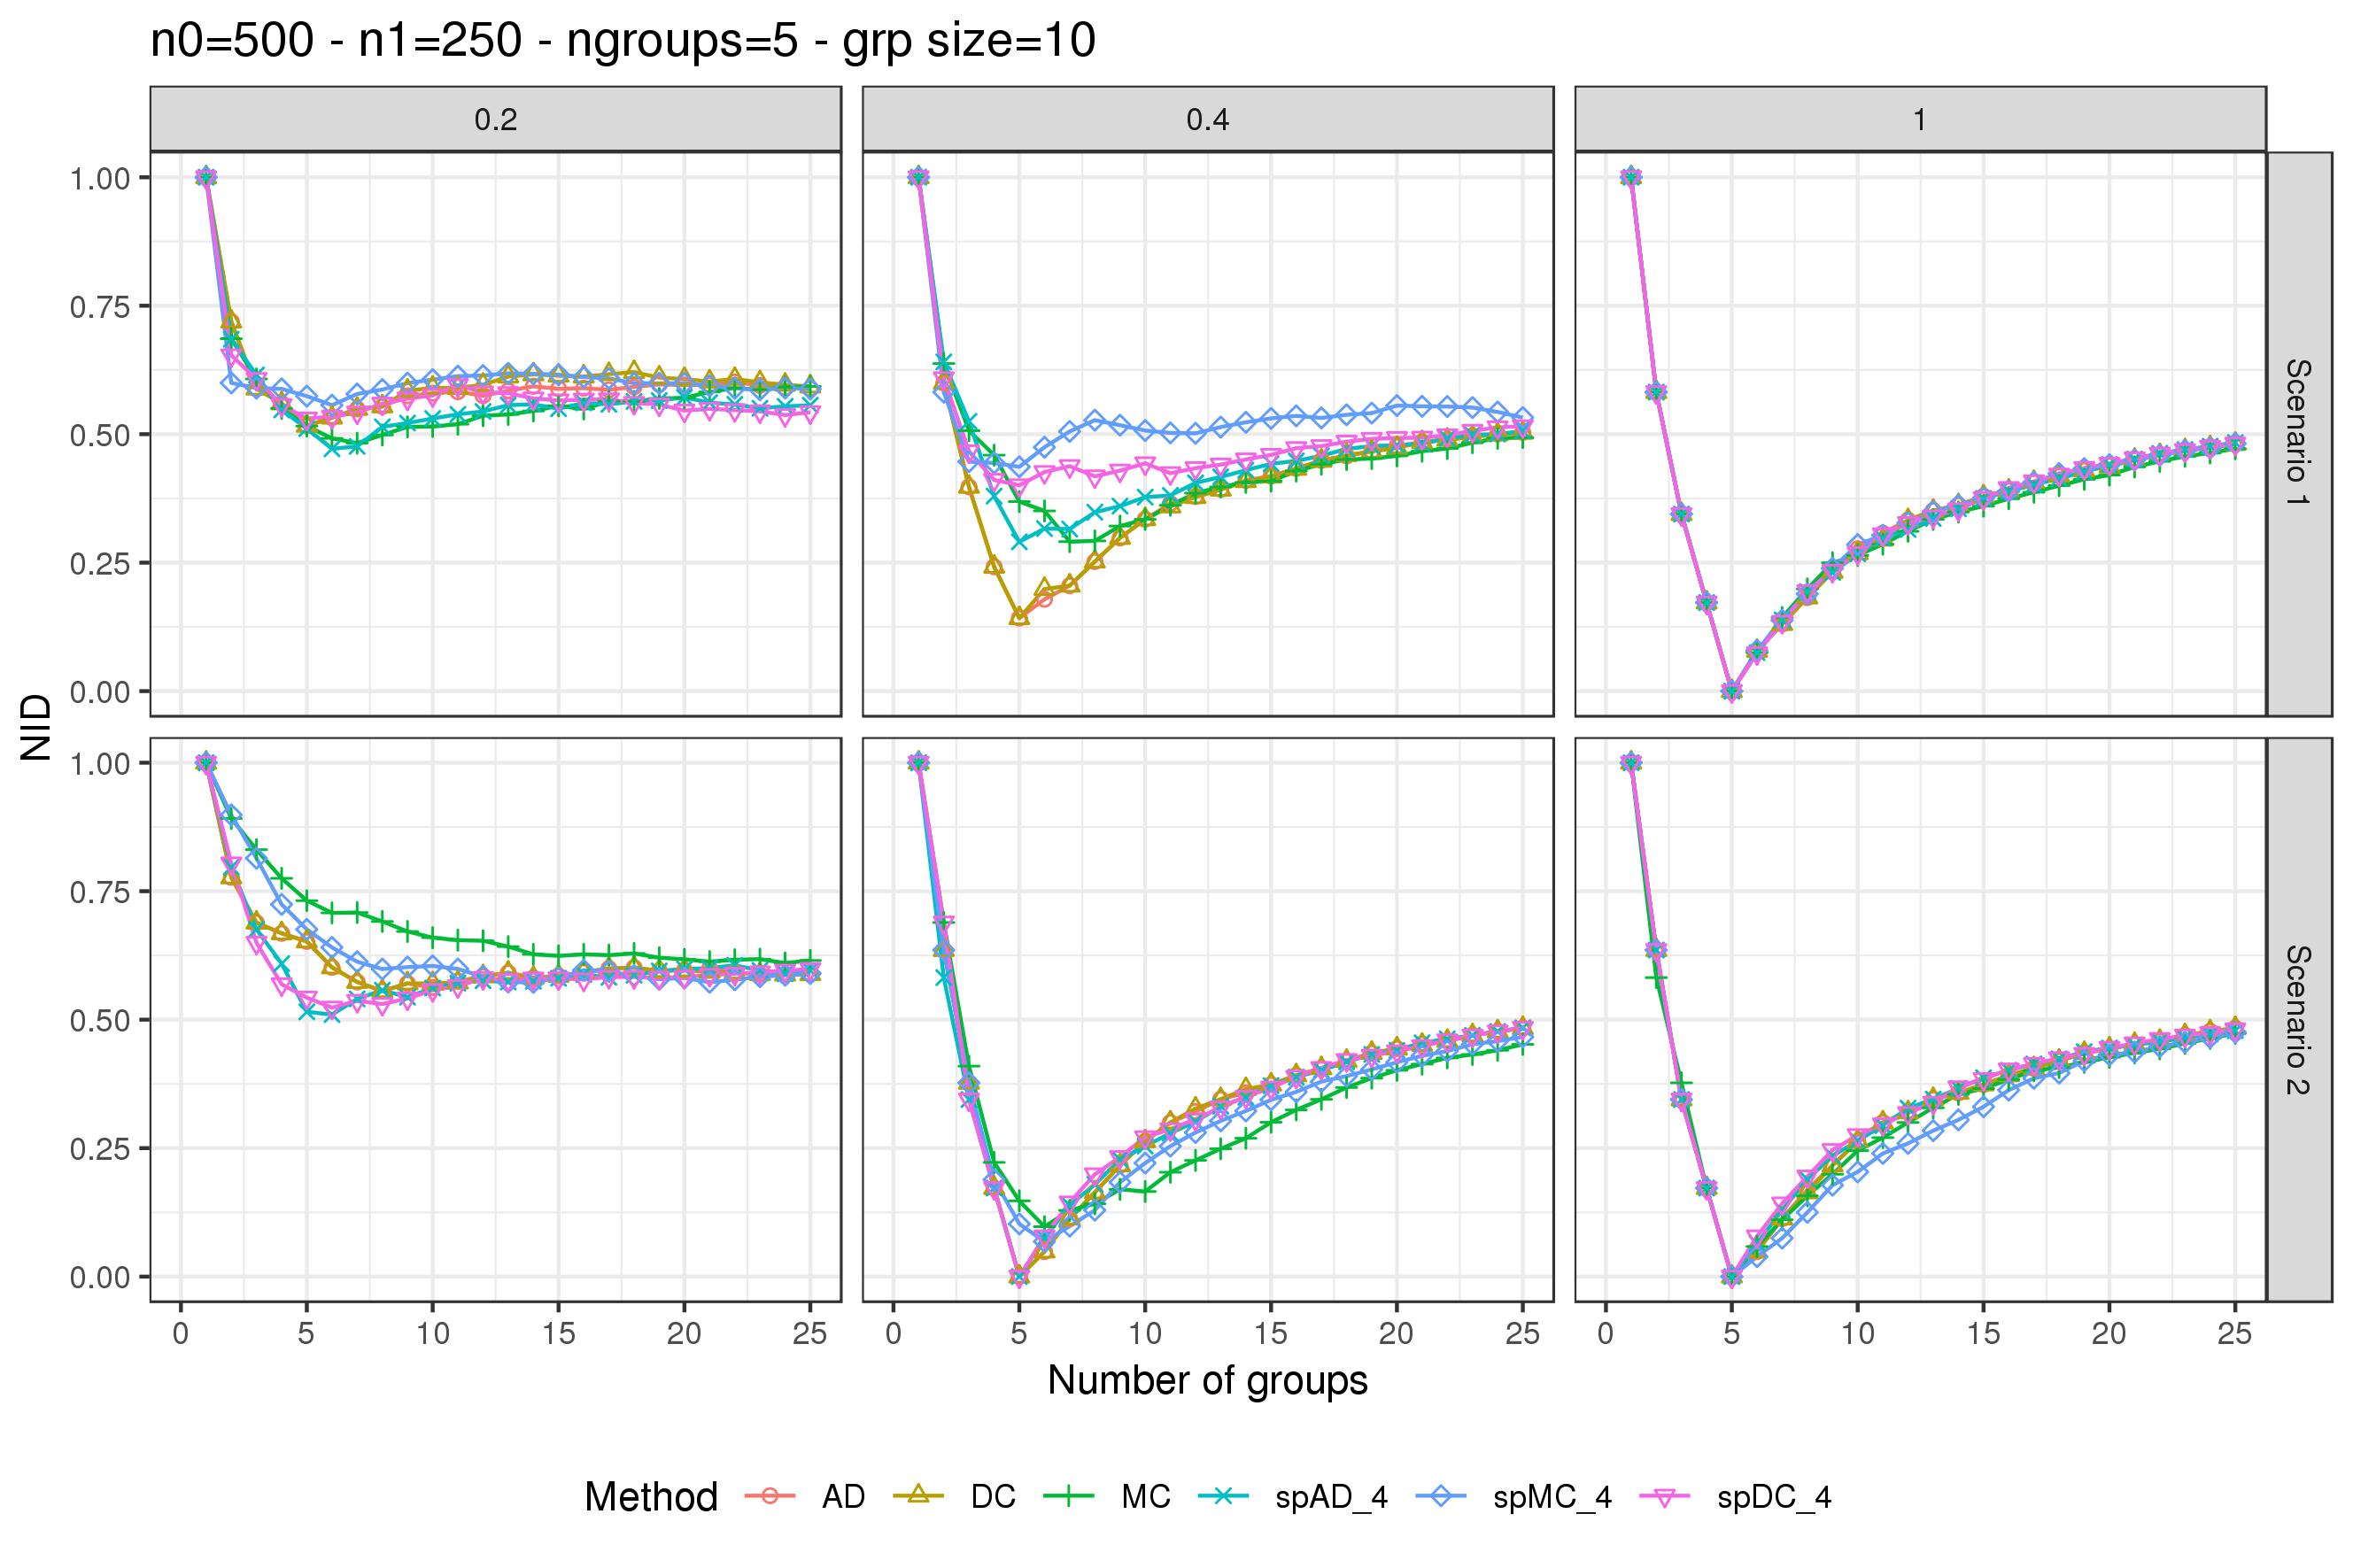 n0=500 - n1=250 - ngroups=5 - grp size=10
0.2
0.4
1
1.00
0.75
0.50
0.25
0.00
Scenario 1
NID
1.00
0.75
0.50
0.25
0.00
Scenario 2
0 5 10 15 20 25
0 5 10 15 20 25
0 5 10 15 20 25
Number of groups
Method AD DC MC spAD_4 spMC_4 spDC_4